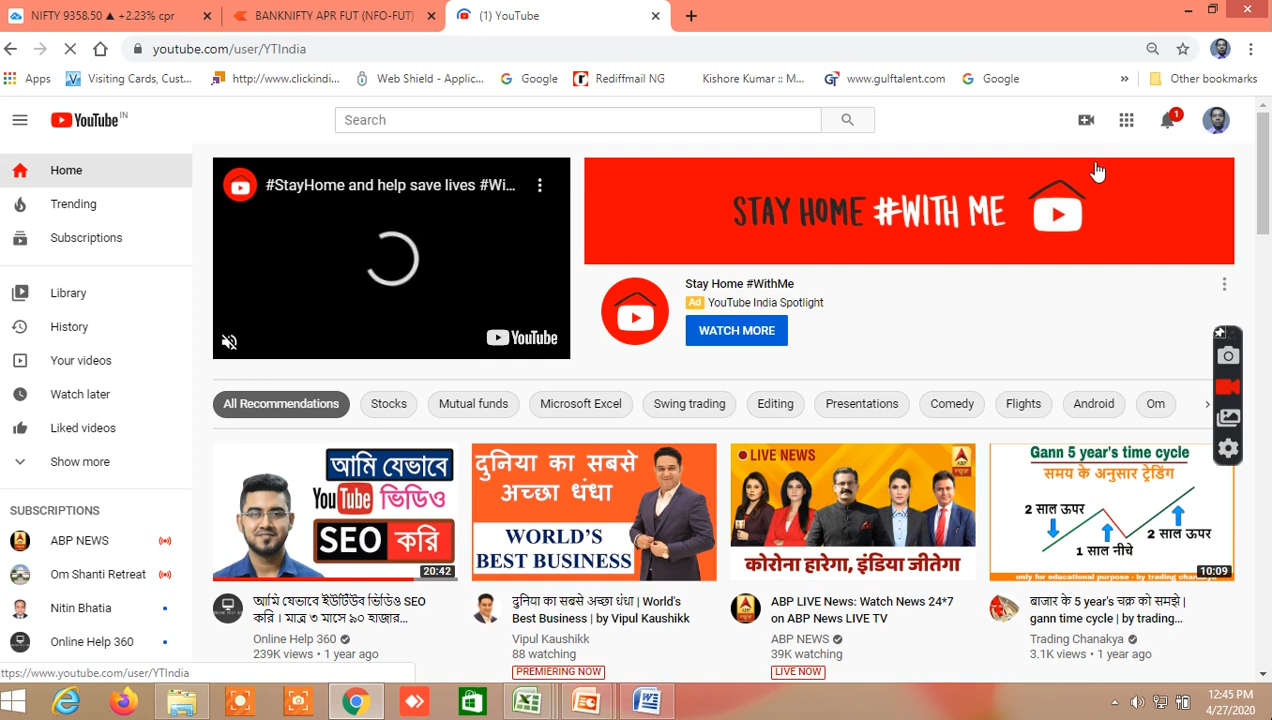 NIFTY 9358.50 ▲ +2.23% cpr
BANKNIFTY APR FUT (NFO-FUT)
(1) YouTube
youtube.com/user/YTIndia
Apps
Visiting Cards, Cust...
http://www.clickindi...
Web Shield - Applic...
Google
Rediffmail NG
Kishore Kumar :: M...
www.gulftalent.com
Google
Other bookmarks
YouTube IN
Search
1
Home
Trending
Subscriptions
Library
History
Your videos
Watch later
Liked videos
Show more
SUBSCRIPTIONS
ABP NEWS
Om Shanti Retreat
Nitin Bhatia
Online Help 360
#StayHome and help save lives #Wi...
YouTube
STAY HOME #WITH ME
Stay Home #WithMe
Ad YouTube India Spotlight
WATCH MORE
All Recommendations
Stocks
Mutual funds
Microsoft Excel
Swing trading
Editing
Presentations
Comedy
Flights
Android
Om
আমি যেভাবে
YouTube ভিডিও
SEO করি
20:42
আমি যেভাবে ইউটিউব ভিডিও SEO
করি । মাত্র ৩ মাসে ৯০ হাজার...
Online Help 360
239K views • 1 year ago
दुनिया का सबसे
अच्छा धंधा
WORLD'S
BEST BUSINESS
दुनिया का सबसे अच्छा धंधा | World's
Best Business | by Vipul Kaushikk
Vipul Kaushikk
88 watching
PREMIERING NOW
LIVE NEWS
ABP
NEWS
कोरोना हारेगा, इंडिया जीतेगा
ABP LIVE News: Watch News 24*7
on ABP News LIVE TV
ABP NEWS
39K watching
LIVE NOW
Gann 5 year's time cycle
समय के अनुसार ट्रेडिंग
2 साल ऊपर
1 साल नीचे
2 साल ऊपर
10:09
only for educational purpose - by trading chanakya
बाजार के 5 year's चक्र को समझे |
gann time cycle | by trading...
Trading Chanakya
3.1K views • 1 year ago
ttps://www.youtube.com/user/YTIndia
12:45 PM
4/27/2020